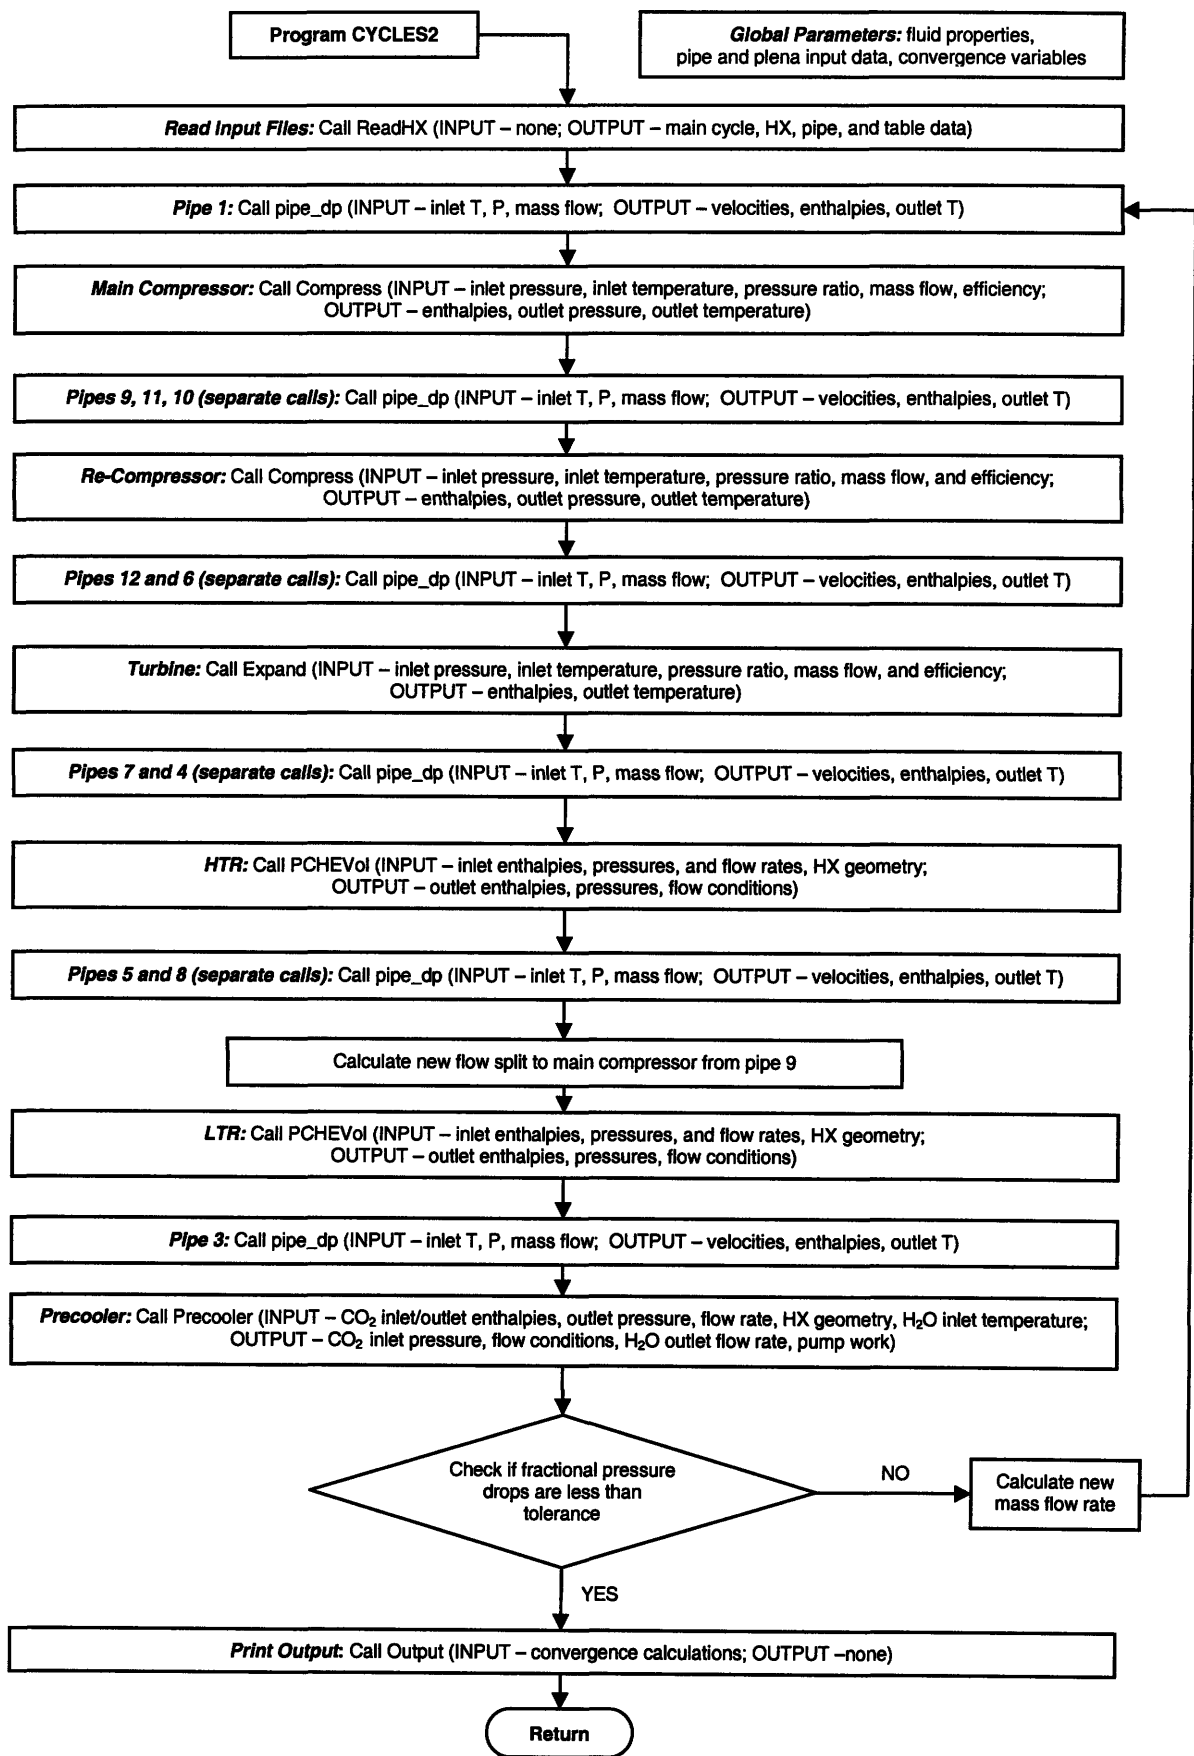 Program CYCLES2
Global Parameters: fluid properties,
pipe and plena input data, convergence variables
Read Input Files: Call ReadHX (INPUT – none; OUTPUT – main cycle, HX, pipe, and table data)
Pipe 1: Call pipe_dp (INPUT – inlet T, P, mass flow; OUTPUT – velocities, enthalpies, outlet T)
Main Compressor: Call Compress (INPUT – inlet pressure, inlet temperature, pressure ratio, mass flow, efficiency;
OUTPUT – enthalpies, outlet pressure, outlet temperature)
Pipes 9, 11, 10 (separate calls): Call pipe_dp (INPUT – inlet T, P, mass flow; OUTPUT – velocities, enthalpies, outlet T)
Re-Compressor: Call Compress (INPUT – inlet pressure, inlet temperature, pressure ratio, mass flow, and efficiency;
OUTPUT – enthalpies, outlet pressure, outlet temperature)
Pipes 12 and 6 (separate calls): Call pipe_dp (INPUT – inlet T, P, mass flow; OUTPUT – velocities, enthalpies, outlet T)
Turbine: Call Expand (INPUT – inlet pressure, inlet temperature, pressure ratio, mass flow, and efficiency;
OUTPUT – enthalpies, outlet temperature)
Pipes 7 and 4 (separate calls): Call pipe_dp (INPUT – inlet T, P, mass flow; OUTPUT – velocities, enthalpies, outlet T)
HTR: Call PCHEVol (INPUT – inlet enthalpies, pressures, and flow rates, HX geometry;
OUTPUT – outlet enthalpies, pressures, flow conditions)
Pipes 5 and 8 (separate calls): Call pipe_dp (INPUT – inlet T, P, mass flow; OUTPUT – velocities, enthalpies, outlet T)
Calculate new flow split to main compressor from pipe 9
LTR: Call PCHEVol (INPUT – inlet enthalpies, pressures, and flow rates, HX geometry;
OUTPUT – outlet enthalpies, pressures, flow conditions)
Pipe 3: Call pipe_dp (INPUT – inlet T, P, mass flow; OUTPUT – velocities, enthalpies, outlet T)
Precooler: Call Precooler (INPUT – CO₂ inlet/outlet enthalpies, outlet pressure, flow rate, HX geometry, H₂O inlet temperature;
OUTPUT – CO₂ inlet pressure, flow conditions, H₂O outlet flow rate, pump work)
Check if fractional pressure
drops are less than
tolerance
NO
Calculate new
mass flow rate
YES
Print Output: Call Output (INPUT – convergence calculations; OUTPUT –none)
Return